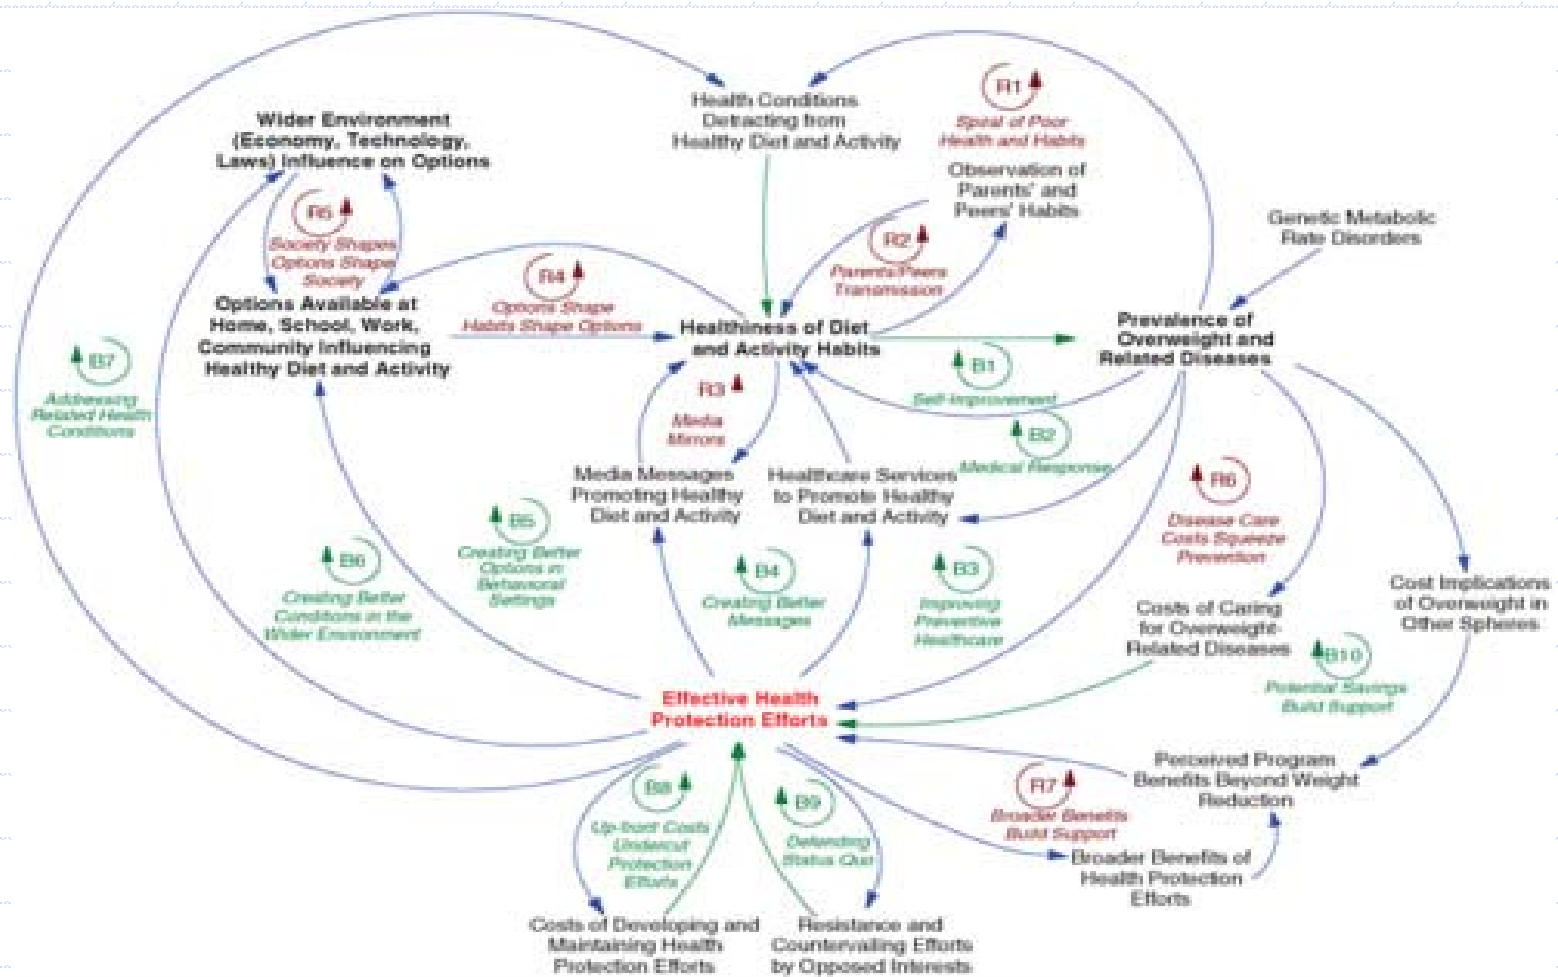 Health Conditions
Detracting from
Healthy Diet and Activity
R1
Spiral of Poor
Health and Habits
Wider Environment
(Economy, Technology,
Laws) Influence on Options
Observation of
Parents' and
Peers' Habits
R5
Society Shapes
Options Shape
Society
R2
Parents/Peers
Transmission
Genetic Metabolic
Rate Disorders
R4
Options Shape
Habits Shape Options
Options Available at
Home, School, Work,
Community Influencing
Healthy Diet and Activity
Healthiness of Diet
and Activity Habits
Prevalence of
Overweight and
Related Diseases
B7
Addressing
Related Health
Conditions
R3
Media
Mirrors
B1
Self-Improvement
B2
Medical Response
Media Messages
Promoting Healthy
Diet and Activity
Healthcare Services
to Promote Healthy
Diet and Activity
R6
Disease Care
Costs Squeeze
Prevention
B5
Creating Better
Options in
Behavioral
Settings
B6
Creating Better
Conditions in the
Wider Environment
B4
Creating Better
Messages
B3
Improving
Preventive
Healthcare
Costs of Caring
for Overweight-
Related Diseases
Cost Implications
of Overweight in
Other Spheres
B10
Potential Savings
Build Support
Effective Health
Protection Efforts
B8
Up-front Costs
Undercut
Protection
Efforts
B9
Defending
Status Quo
R7
Broader Benefits
Build Support
Perceived Program
Benefits Beyond Weight
Reduction
Broader Benefits of
Health Protection
Efforts
Costs of Developing and
Maintaining Health
Protection Efforts
Resistance and
Countervailing Efforts
by Opposed Interests